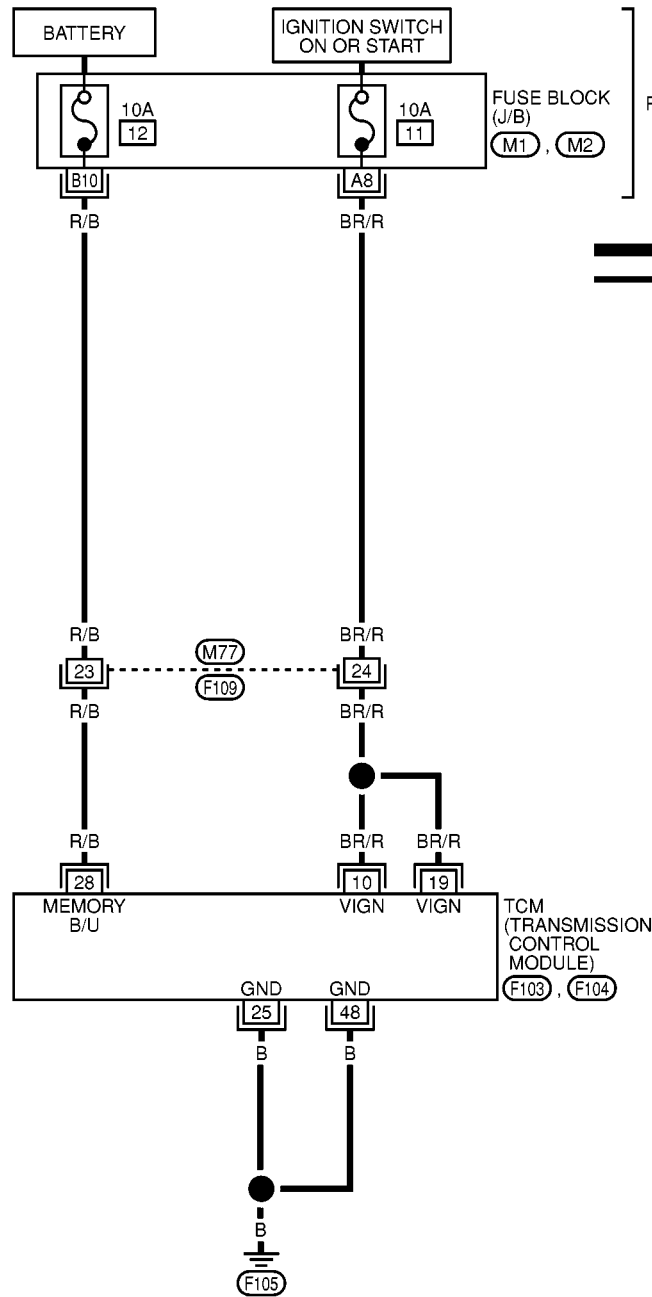 BATTERY
IGNITION SWITCH
ON OR START
10A
12
10A
11
FUSE BLOCK
(J/B)
M1 , M2
B10
A8
R/B
BR/R
R/B
BR/R
23
M77
24
F109
R/B
BR/R
R/B
BR/R
BR/R
28
10
19
MEMORY
B/U
VIGN
VIGN
TCM
(TRANSMISSION
CONTROL
MODULE)
F103 , F104
GND
GND
25
48
B
B
B
F105